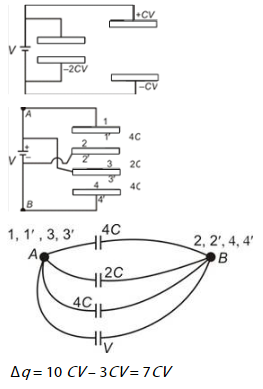 +CV
V
–2CV
–CV
A
1
1' 4C
2
V + –
2' 3 2C
3'
4 4C
4'
B
1, 1' , 3, 3' 4C 2, 2', 4, 4'
A B
2C
4C
V
Δq = 10 CV – 3CV = 7CV